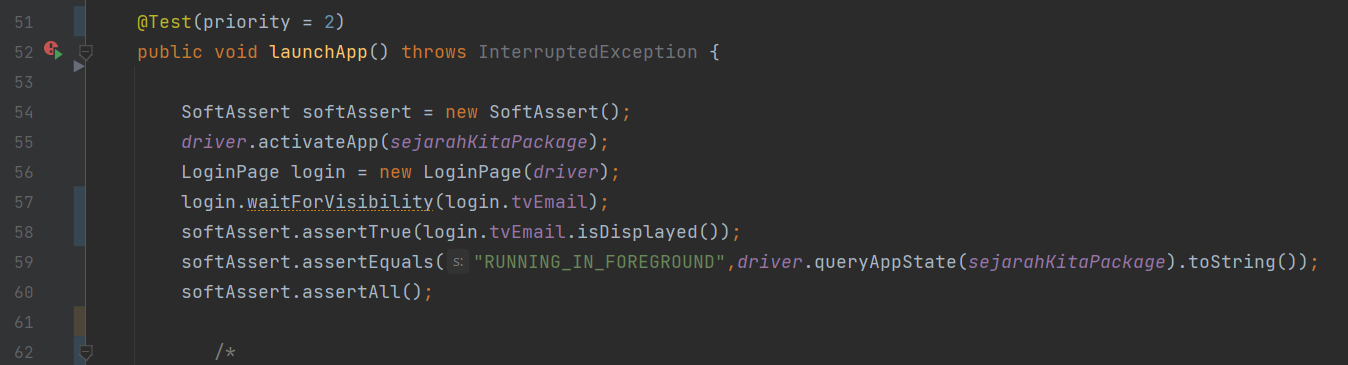 51 @Test(priority = 2)
52 public void launchApp() throws InterruptedException {
53
54 SoftAssert softAssert = new SoftAssert();
55 driver.activateApp(sejarahKitaPackage);
56 LoginPage login = new LoginPage(driver);
57 login.waitForVisibility(login.tvEmail);
58 softAssert.assertTrue(login.tvEmail.isDisplayed());
59 softAssert.assertEquals( s: "RUNNING_IN_FOREGROUND",driver.queryAppState(sejarahKitaPackage).toString());
60 softAssert.assertAll();
61
62 /*